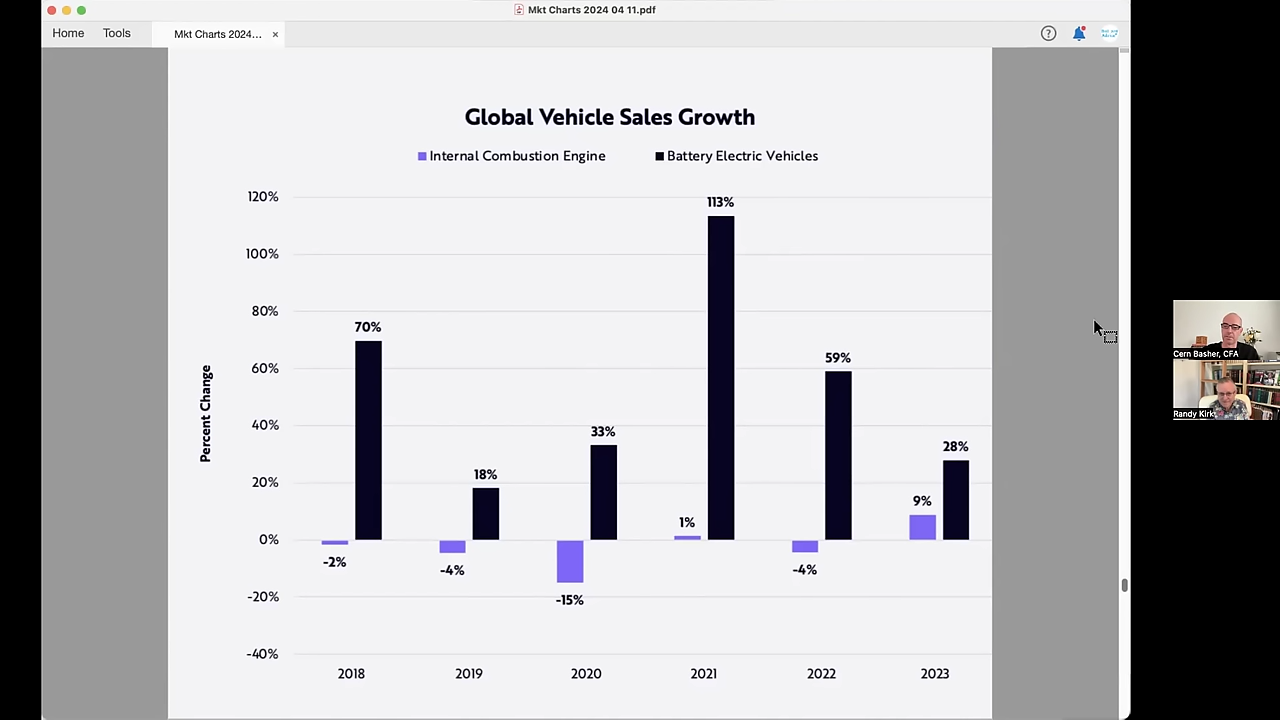 Mkt Charts 2024 04 11.pdf
Home Tools Mkt Charts 2024... ×
Global Vehicle Sales Growth
Internal Combustion Engine Battery Electric Vehicles
120%
100%
80%
60%
40%
20%
0%
-20%
-40%
Percent Change
70%
-2%
18%
-4%
33%
-15%
113%
1%
59%
-4%
28%
9%
2018 2019 2020 2021 2022 2023
Cern Basher, CFA
Randy Kirk